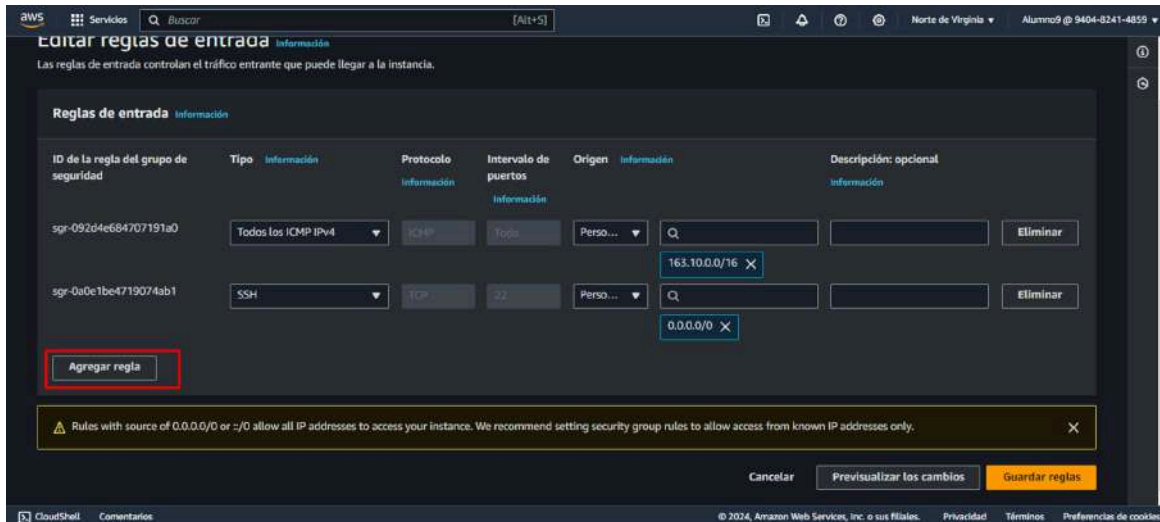 aws Servicios Buscar [Alt+S] Norte de Virginia Alumno9 @ 9404-8241-4859
Editar reglas de entrada Información
Las reglas de entrada controlan el tráfico entrante que puede llegar a la instancia.
Reglas de entrada Información
ID de la regla del grupo de seguridad
Tipo Información
Protocolo
Información
Intervalo de puertos
Información
Origen Información
Descripción: opcional
Información
sgr-092d4e684707191a0 Todos los ICMP IPv4 ICMP Todo Perso... Eliminar
163.10.0.0/16
sgr-0a0e1be4719074ab1 SSH TCP 22 Perso... Eliminar
0.0.0.0/0
Agregar regla
Rules with source of 0.0.0.0/0 or ::/0 allow all IP addresses to access your instance. We recommend setting security group rules to allow access from known IP addresses only.
Cancelar Previsualizar los cambios Guardar reglas
CloudShell Comentarios © 2024, Amazon Web Services, Inc. o sus filiales. Privacidad Términos Preferencias de cookies